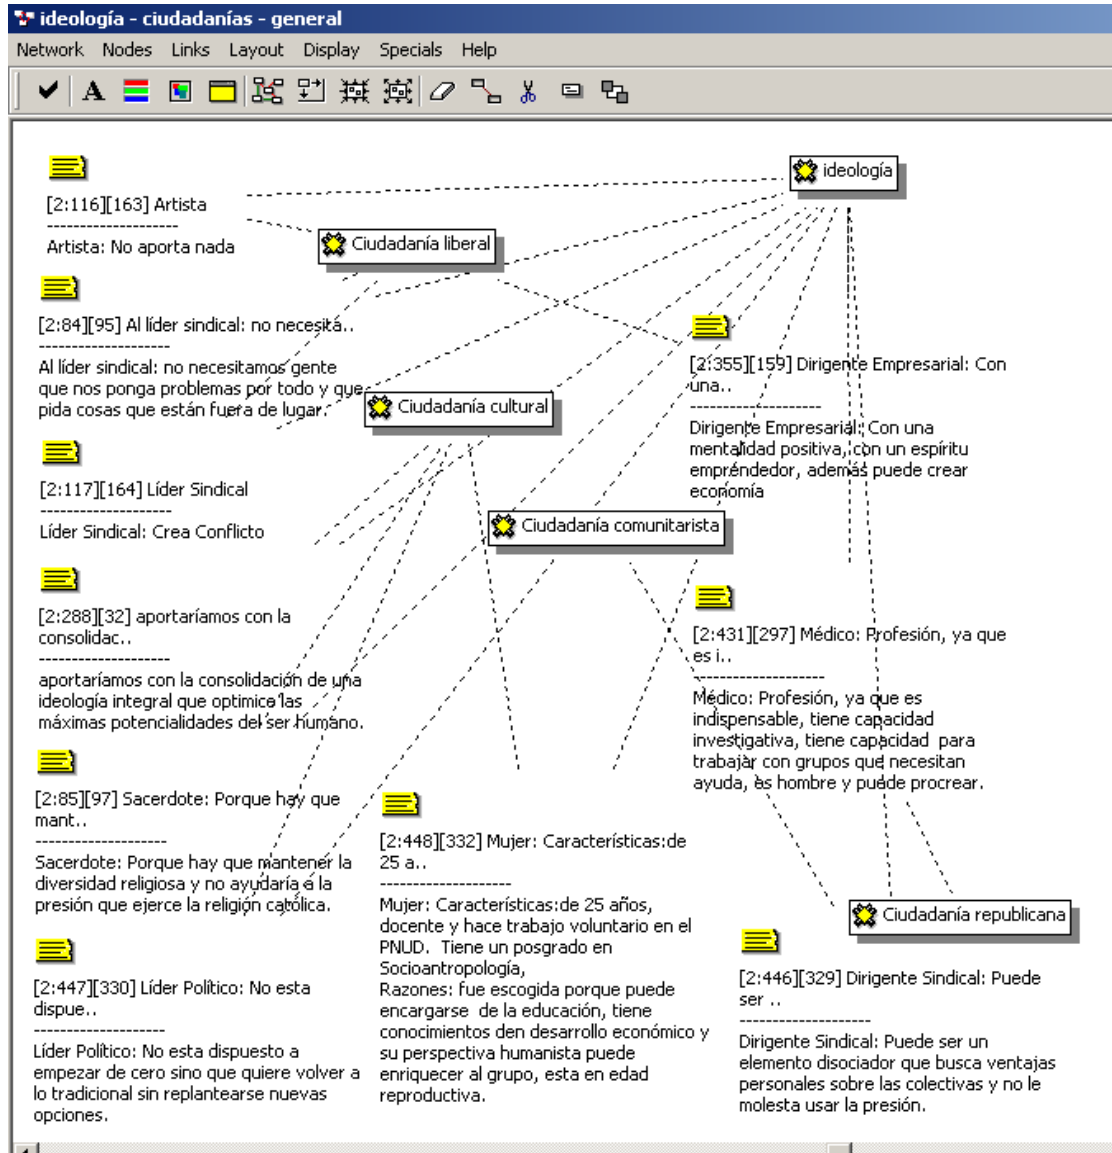 ideología - ciudadanías - general
Network Nodes Links Layout Display Specials Help
A
ideología
[2:116][163] Artista
--------------------
Artista: No aporta nada
Ciudadanía liberal
[2:84][95] Al líder sindical: no necesitá..
--------------------
Al líder sindical: no necesitamos gente
que nos ponga problemas por todo y que
pida cosas que están fuera de lugar.
[2:355][159] Dirigente Empresarial: Con
una..
--------------------
Dirigente Empresarial: Con una
mentalidad positiva, con un espíritu
emprendedor, además puede crear
economía
Ciudadanía cultural
[2:117][164] Líder Sindical
--------------------
Líder Sindical: Crea Conflicto
Ciudadanía comunitarista
[2:288][32] aportaríamos con la
consolidac..
--------------------
aportaríamos con la consolidación de una
ideología integral que optimice las
máximas potencialidades del ser humano.
[2:431][297] Médico: Profesión, ya que
es i..
--------------------
Médico: Profesión, ya que es
indispensable, tiene capacidad
investigativa, tiene capacidad  para
trabajar con grupos que necesitan
ayuda, es hombre y puede procrear.
[2:85][97] Sacerdote: Porque hay que
mant..
--------------------
Sacerdote: Porque hay que mantener la
diversidad religiosa y no ayudaría a la
presión que ejerce la religión católica.
[2:448][332] Mujer: Características:de
25 a..
--------------------
Mujer: Características:de 25 años,
docente y hace trabajo voluntario en el
PNUD.  Tiene un posgrado en
Socioantropología,
Razones: fue escogida porque puede
encargarse  de la educación, tiene
conocimientos den desarrollo económico y
su perspectiva humanista puede
enriquecer al grupo, esta en edad
reproductiva.
Ciudadanía republicana
[2:447][330] Líder Político: No esta
dispue..
--------------------
Líder Político: No esta dispuesto a
empezar de cero sino que quiere volver a
lo tradicional sin replantearse nuevas
opciones.
[2:446][329] Dirigente Sindical: Puede
ser ..
--------------------
Dirigente Sindical: Puede ser un
elemento disociador que busca ventajas
personales sobre las colectivas y no le
molesta usar la presión.